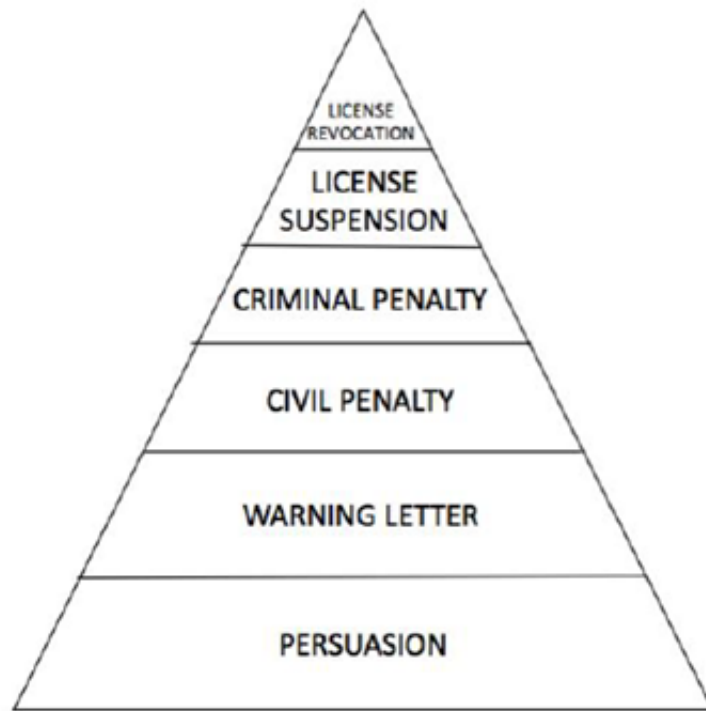 LICENSE
REVOCATION
LICENSE
SUSPENSION
CRIMINAL PENALTY
CIVIL PENALTY
WARNING LETTER
PERSUASION